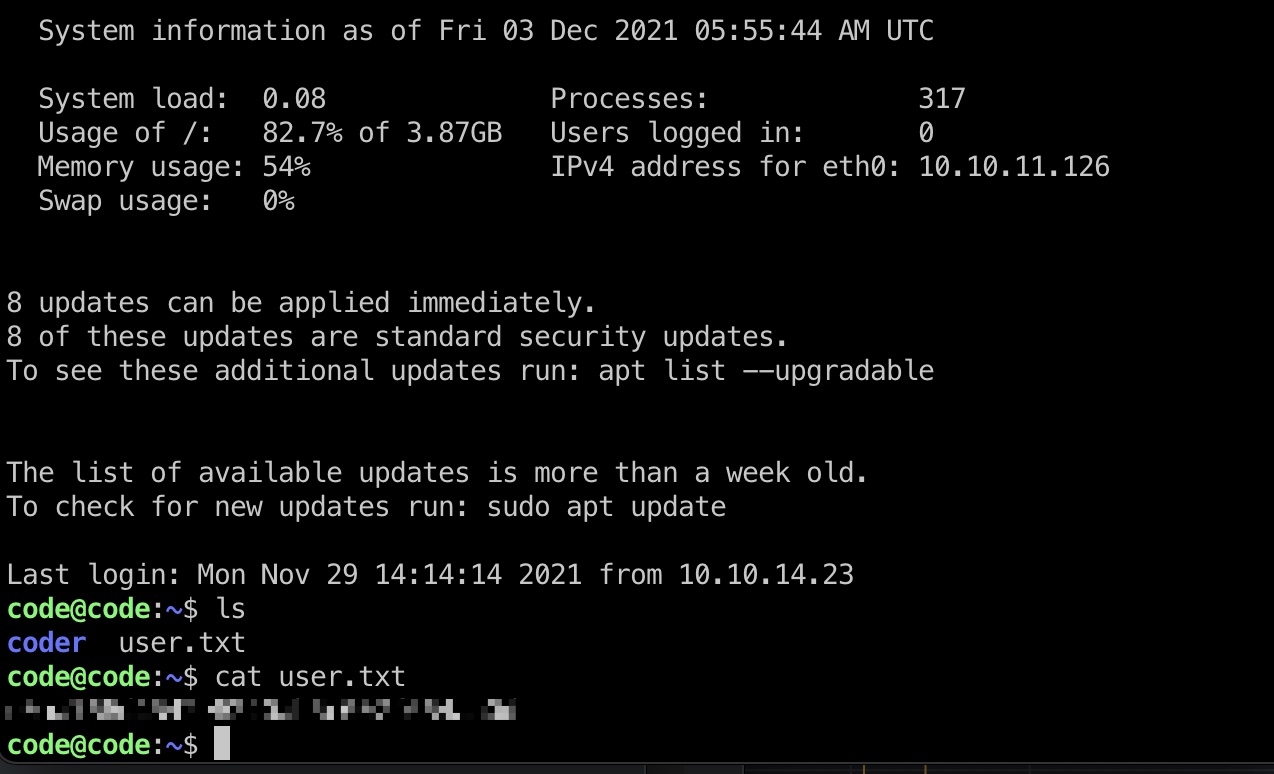 System information as of Fri 03 Dec 2021 05:55:44 AM UTC
System load:  0.08                Processes:             317
Usage of /:   82.7% of 3.87GB   Users logged in:       0
Memory usage: 54%               IPv4 address for eth0: 10.10.11.126
Swap usage:   0%
8 updates can be applied immediately.
8 of these updates are standard security updates.
To see these additional updates run: apt list --upgradable
The list of available updates is more than a week old.
To check for new updates run: sudo apt update
Last login: Mon Nov 29 14:14:14 2021 from 10.10.14.23
code@code:~$ ls
coder  user.txt
code@code:~$ cat user.txt
code@code:~$